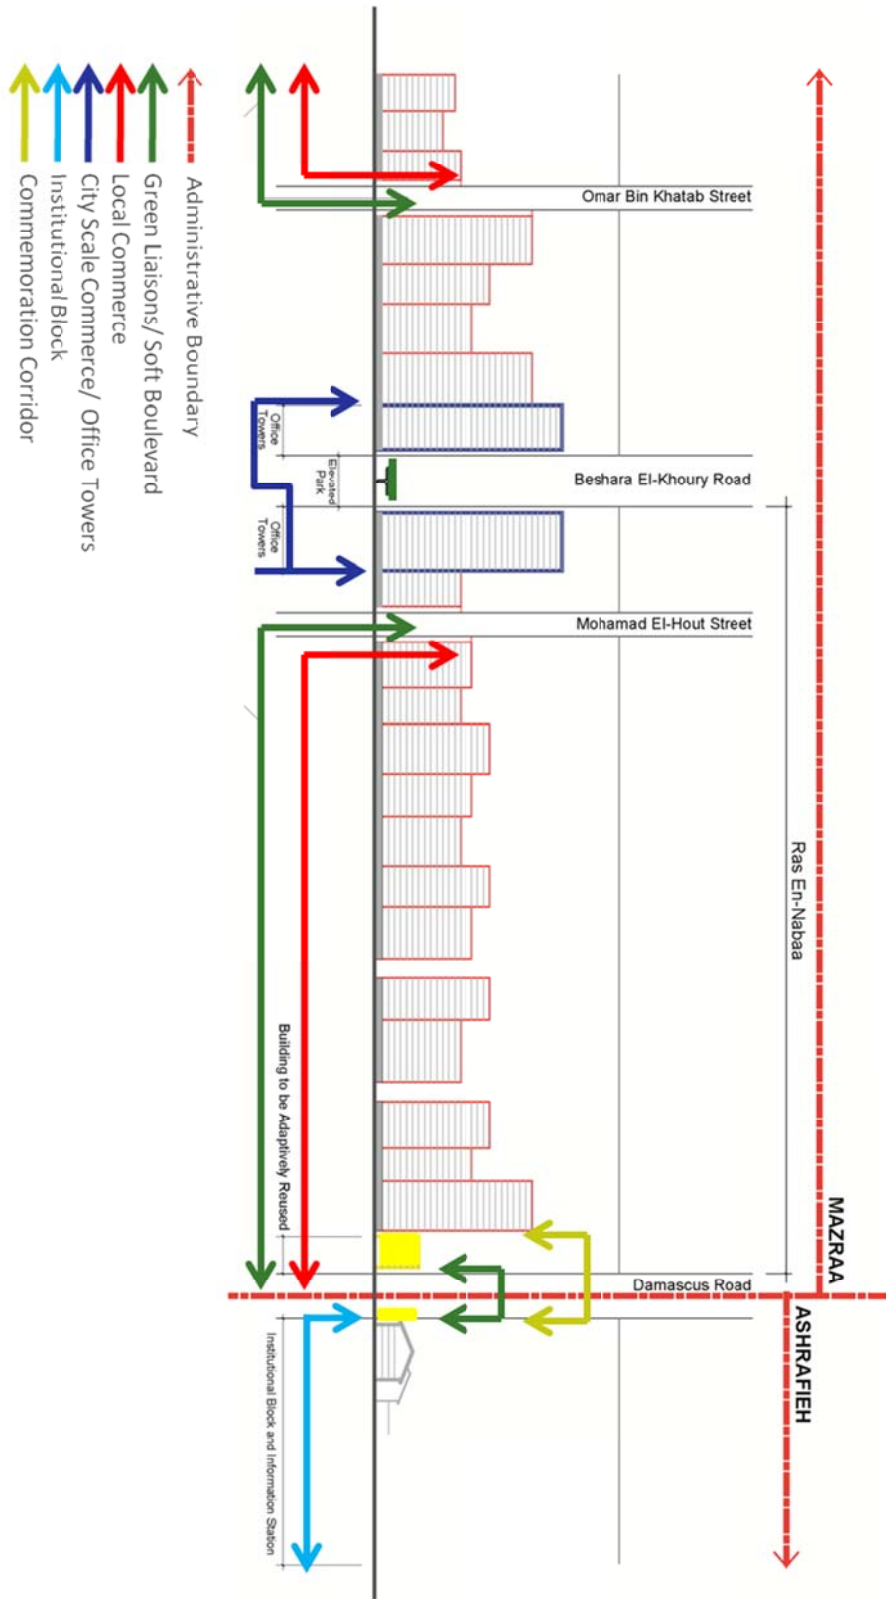 MAZRAA
ASHRAFIEH
Ras En-Nabaa
Omar Bin Khatab Street
Beshara El-Khoury Road
Mohamad El-Hout Street
Damascus Road
Office
Towers
Elevated
Park
Office
Towers
Building to be Adaptively Reused
Institutional Block and Information Station
Administrative Boundary
Green Liaisons/ Soft Boulevard
Local Commerce
City Scale Commerce/ Office Towers
Institutional Block
Commemoration Corridor